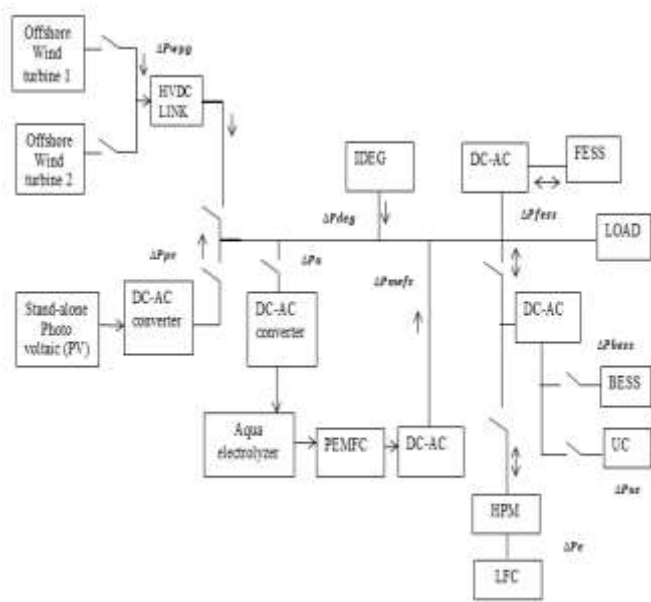 Offshore
Wind
turbine 1
ΔPwpg
HVDC
LINK
Offshore
Wind
turbine 2
IDEG
DC-AC
FESS
ΔPdeg
ΔPfess
LOAD
ΔPpv
ΔPa
ΔPmefc
Stand-alone
Photo
voltaic (PV)
DC-AC
converter
DC-AC
converter
DC-AC
ΔPbess
BESS
Aqua
electrolyzer
PEMFC
DC-AC
UC
ΔPuc
HPM
ΔPe
LFC